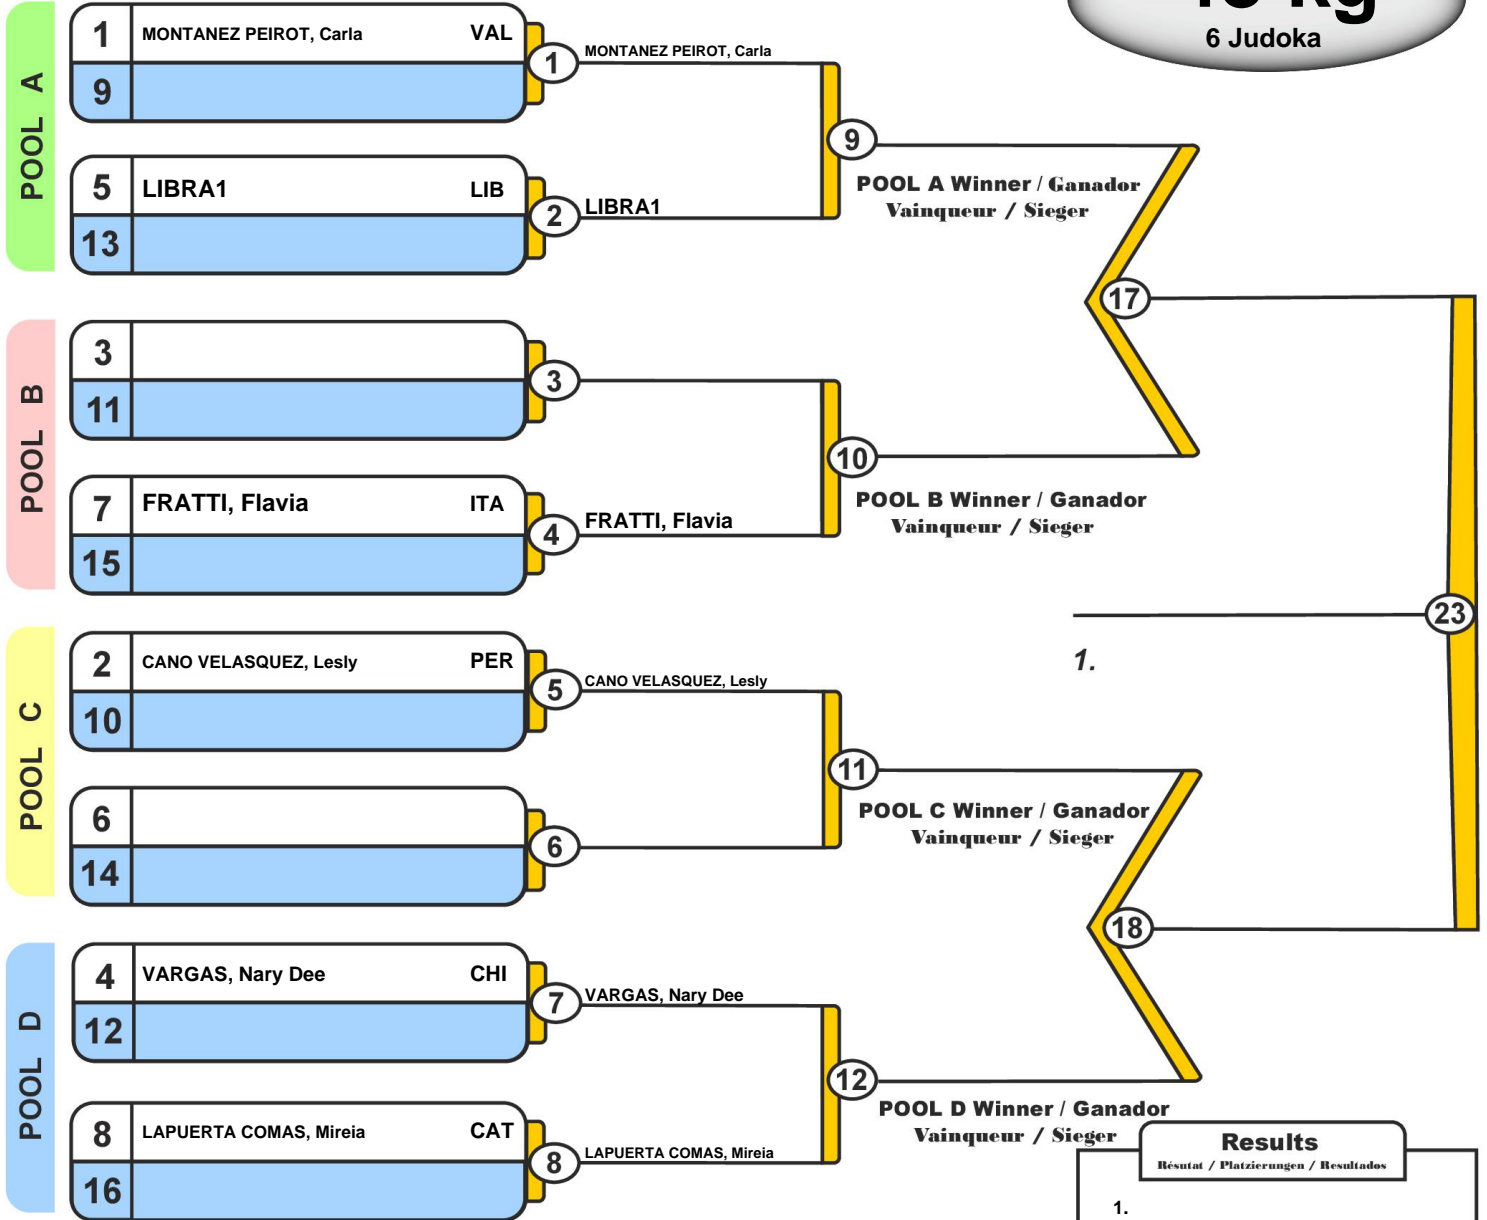 6 Judoka
POOL A
1 MONTANEZ PEIROT, Carla VAL
9
1 MONTANEZ PEIROT, Carla
5 LIBRA1 LIB
13
2 LIBRA1
9
POOL A Winner / Ganador
Vainqueur / Sieger
POOL B
3
11
3
7 FRATTI, Flavia ITA
15
4 FRATTI, Flavia
10
POOL B Winner / Ganador
Vainqueur / Sieger
17
23
1.
POOL C
2 CANO VELASQUEZ, Lesly PER
10
5 CANO VELASQUEZ, Lesly
6
14
6
11
POOL C Winner / Ganador
Vainqueur / Sieger
18
POOL D
4 VARGAS, Nary Dee CHI
12
7 VARGAS, Nary Dee
8 LAPUERTA COMAS, Mireia CAT
16
8 LAPUERTA COMAS, Mireia
12
POOL D Winner / Ganador
Vainqueur / Sieger
Results
Résutat / Platzierungen / Resultados
1.